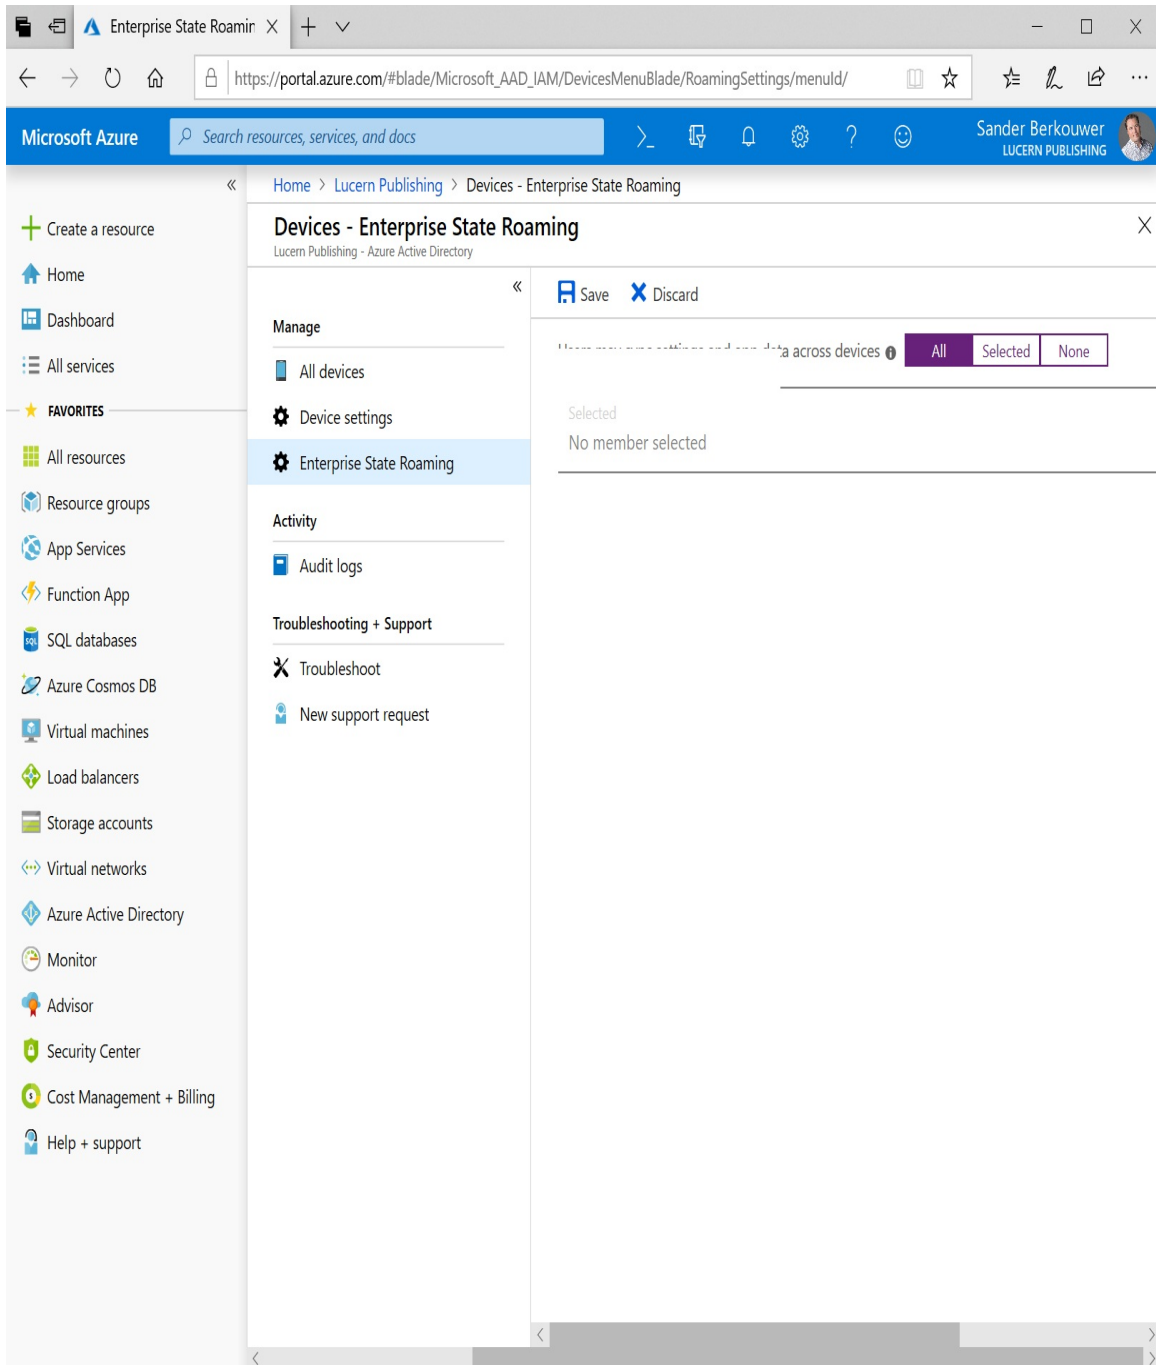 Enterprise State Roamin
https://portal.azure.com/#blade/Microsoft_AAD_IAM/DevicesMenuBlade/RoamingSettings/menuId/
Microsoft Azure
Search resources, services, and docs
Sander Berkouwer
LUCERN PUBLISHING
Home > Lucern Publishing > Devices - Enterprise State Roaming
Devices - Enterprise State Roaming
Lucern Publishing - Azure Active Directory
Create a resource
Home
Dashboard
All services
FAVORITES
All resources
Resource groups
App Services
Function App
SQL databases
Azure Cosmos DB
Virtual machines
Load balancers
Storage accounts
Virtual networks
Azure Active Directory
Monitor
Advisor
Security Center
Cost Management + Billing
Help + support
Manage
All devices
Device settings
Enterprise State Roaming
Activity
Audit logs
Troubleshooting + Support
Troubleshoot
New support request
Save Discard
across devices All Selected None
Selected
No member selected